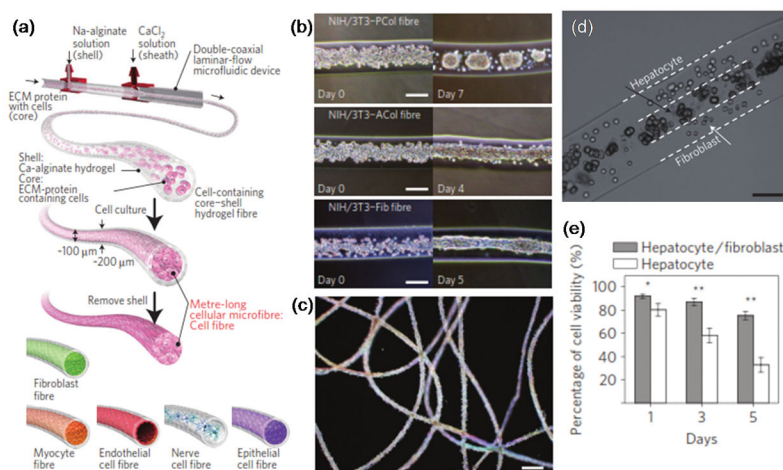 (a)
Na-alginate
solution
(shell)
CaCl₂
solution
(sheath)
Double-coaxial
laminar-flow
microfluidic device
ECM protein
with cells
(core)
Shell:
Ca-alginate hydrogel
Core:
ECM-protein
containing cells
Cell-containing
core–shell
hydrogel fibre
Cell culture
~100 µm
~200 µm
Remove shell
Metre-long
cellular microfibre:
Cell fibre
Fibroblast
fibre
Myocyte
fibre
Endothelial
cell fibre
Nerve
cell fibre
Epithelial
cell fibre
(b)
NIH/3T3–PCol fibre
Day 0
Day 7
NIH/3T3–ACol fibre
Day 0
Day 4
NIH/3T3–Fib fibre
Day 0
Day 5
(c)
(d)
Hepatocyte
Fibroblast
(e)
Hepatocyte/fibroblast
Hepatocyte
Percentage of cell viability (%)
100
80
60
40
20
0
*
**
**
1
3
5
Days